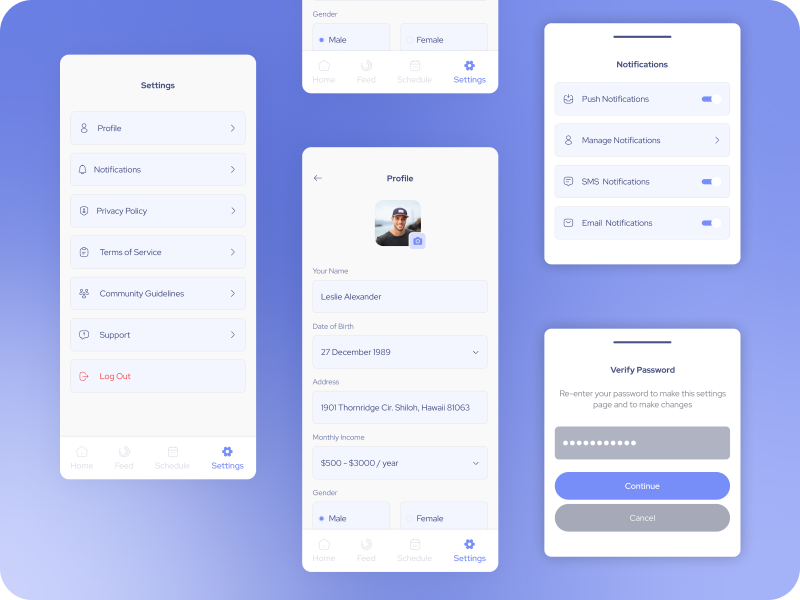 Settings
Profile
Notifications
Privacy Policy
Terms of Service
Community Guidelines
Support
Log Out
Home Feed Schedule Settings
Gender
Male Female
Home Feed Schedule Settings
Profile
Your Name
Leslie Alexander
Date of Birth
27 December 1989
Address
1901 Thornridge Cir. Shiloh, Hawaii 81063
Monthly Income
$500 - $3000 / year
Gender
Male Female
Home Feed Schedule Settings
Notifications
Push Notifications
Manage Notifications
SMS Notifications
Email Notifications
Verify Password
Re-enter your password to make this settings
page and to make changes
Continue
Cancel